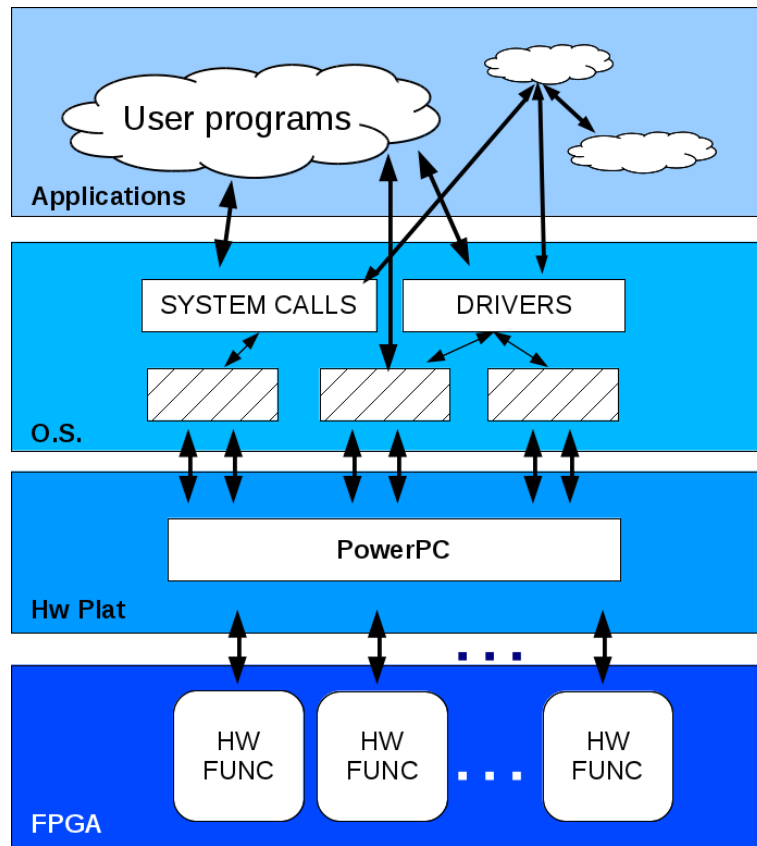 User programs
Applications
SYSTEM CALLS
DRIVERS
O.S.
PowerPC
Hw Plat
. . .
HW
FUNC
HW
FUNC
. . .
HW
FUNC
FPGA